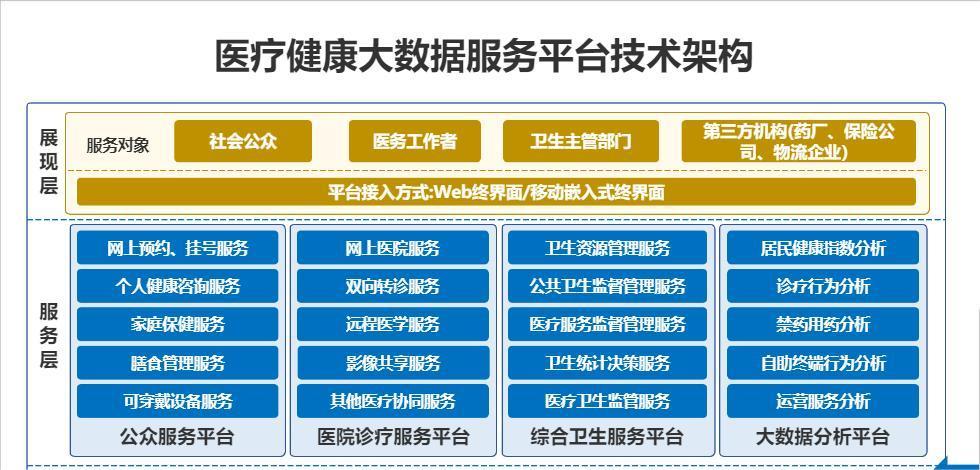 医疗健康大数据服务平台技术架构
展现层
服务对象
社会公众
医务工作者
卫生主管部门
第三方机构(药厂、保险公
司、物流企业)
平台接入方式:Web终界面/移动嵌入式终界面
服务层
网上预约、挂号服务
个人健康咨询服务
家庭保健服务
膳食管理服务
可穿戴设备服务
公众服务平台
网上医院服务
双向转诊服务
远程医学服务
影像共享服务
其他医疗协同服务
医院诊疗服务平台
卫生资源管理服务
公共卫生监督管理服务
医疗服务监督管理服务
卫生统计决策服务
医疗卫生监管服务
综合卫生服务平台
居民健康指数分析
诊疗行为分析
禁药用药分析
自助终端行为分析
运营服务分析
大数据分析平台